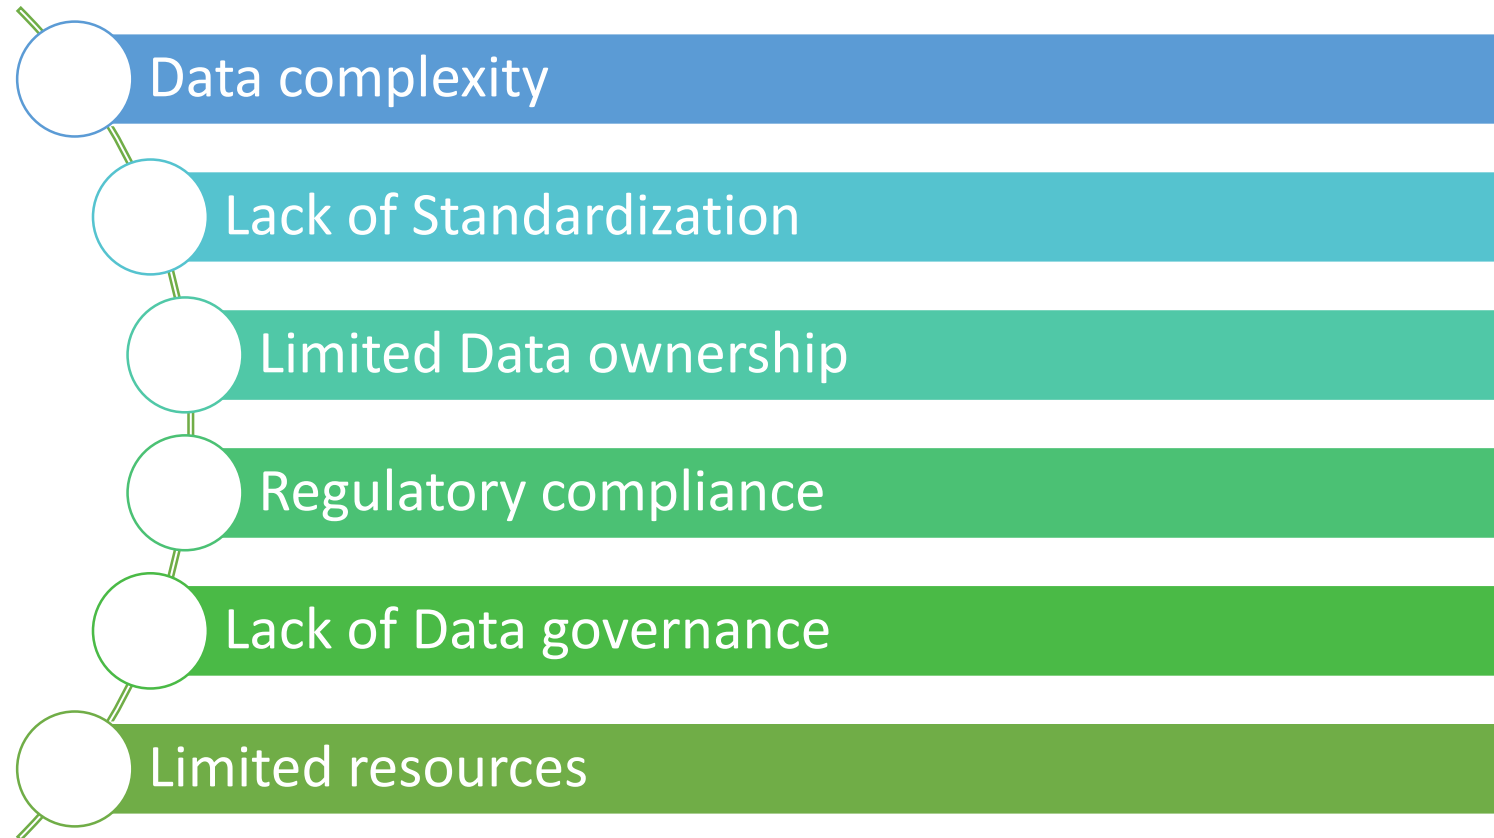 Data complexity
Lack of Standardization
Limited Data ownership
Regulatory compliance
Lack of Data governance
Limited resources